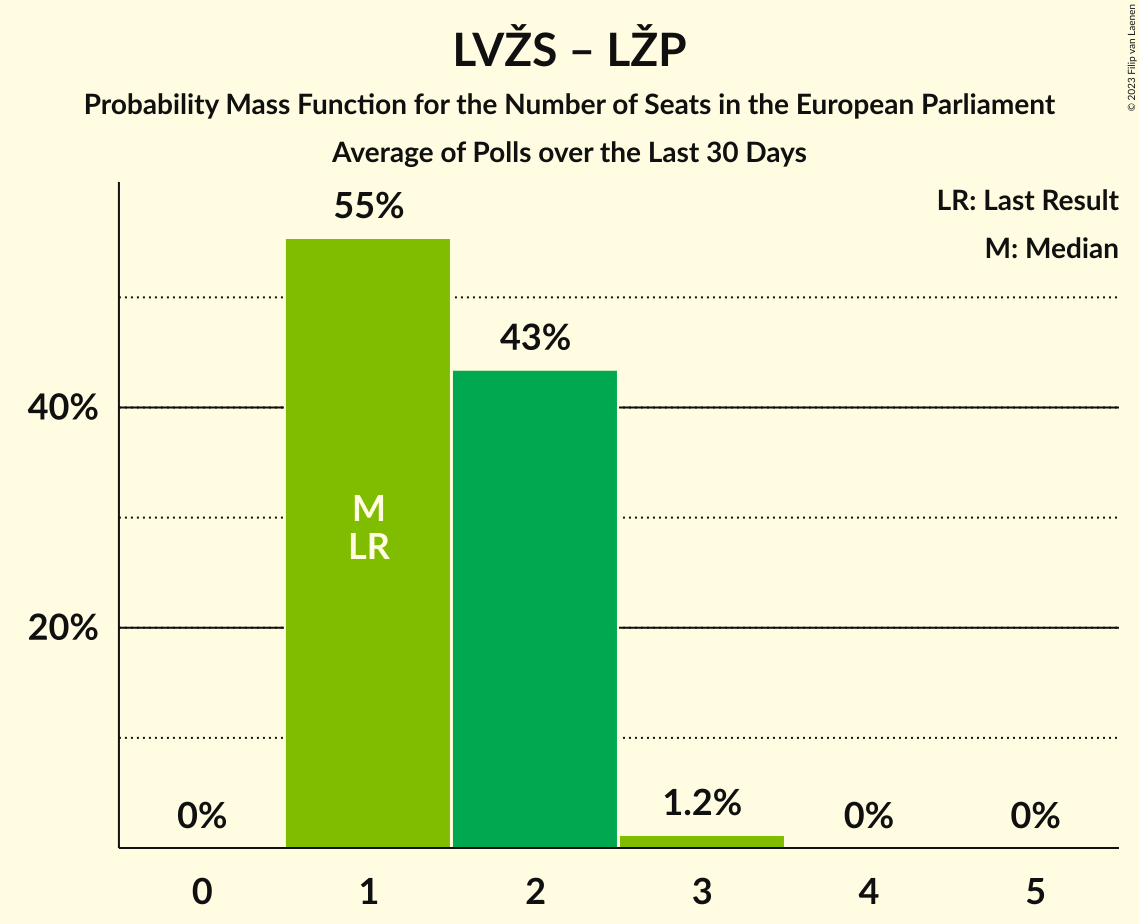 LVŽS – LŽP
Probability Mass Function for the Number of Seats in the European Parliament
Average of Polls over the Last 30 Days
© 2023 Filip van Laenen
LR: Last Result
M: Median
55%
43%
40%
M
LR
20%
0%
1.2%
0%
0%
0
1
2
3
4
5